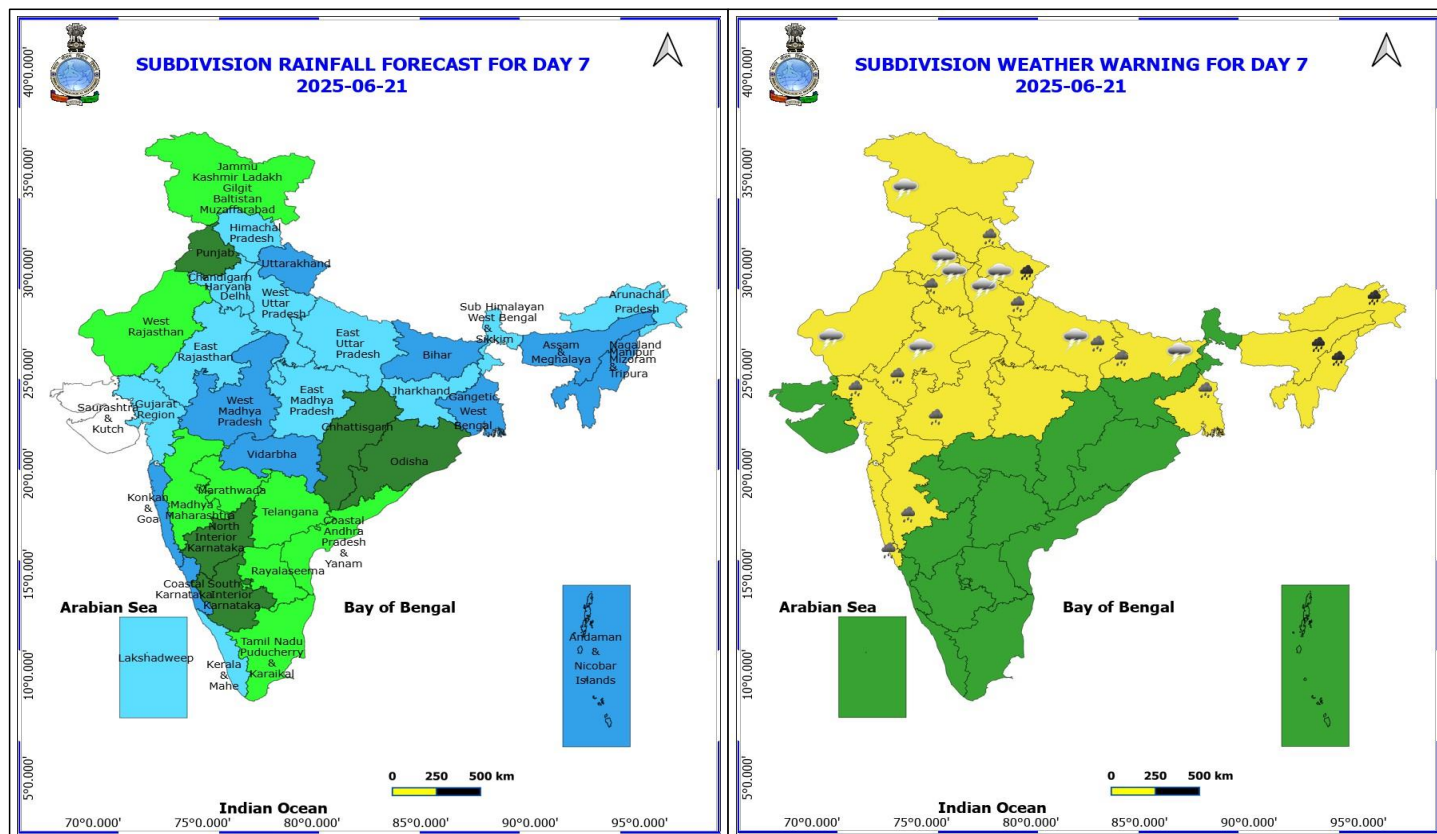 SUBDIVISION RAINFALL FORECAST FOR DAY 7
2025-06-21
40°0.000'
35°0.000'
30°0.000'
25°0.000'
20°0.000'
15°0.000'
10°0.000'
5°0.000'
Jammu
Kashmir Ladakh
Gilgit
Baltistan
Muzaffarabad
Himachal
Pradesh
Punjab
Uttarakhand
Chandigarh
Haryana
Delhi
West
Uttar
Pradesh
West
Rajasthan
East
Rajasthan
East
Uttar
Pradesh
Sub Himalayan
West Bengal
&
Sikkim
Arunachal
Pradesh
Assam
&
Meghalaya
Nagaland
Manipur
Mizoram
&
Tripura
Bihar
Jharkhand
Gangetic
West
Bengal
Saurashtra
&
Kutch
Gujarat
Region
West
Madhya
Pradesh
East
Madhya
Pradesh
Chhattisgarh
Odisha
Vidarbha
Konkan
&
Goa
Madhya
Maharashtra
Marathwada
Telangana
North
Interior
Karnataka
Coastal
Andhra
Pradesh
&
Yanam
Rayalaseema
Coastal
Karnataka
South
Interior
Karnataka
Arabian Sea
Bay of Bengal
Lakshadweep
Kerala
&
Mahe
Tamil Nadu
Puducherry
&
Karaikal
Andaman
&
Nicobar
Islands
0 250 500 km
Indian Ocean
70°0.000' 75°0.000' 80°0.000' 85°0.000' 90°0.000' 95°0.000'
SUBDIVISION WEATHER WARNING FOR DAY 7
2025-06-21
40°0.000'
35°0.000'
30°0.000'
25°0.000'
20°0.000'
15°0.000'
10°0.000'
5°0.000'
Arabian Sea
Bay of Bengal
0 250 500 km
Indian Ocean
70°0.000' 75°0.000' 80°0.000' 85°0.000' 90°0.000' 95°0.000'